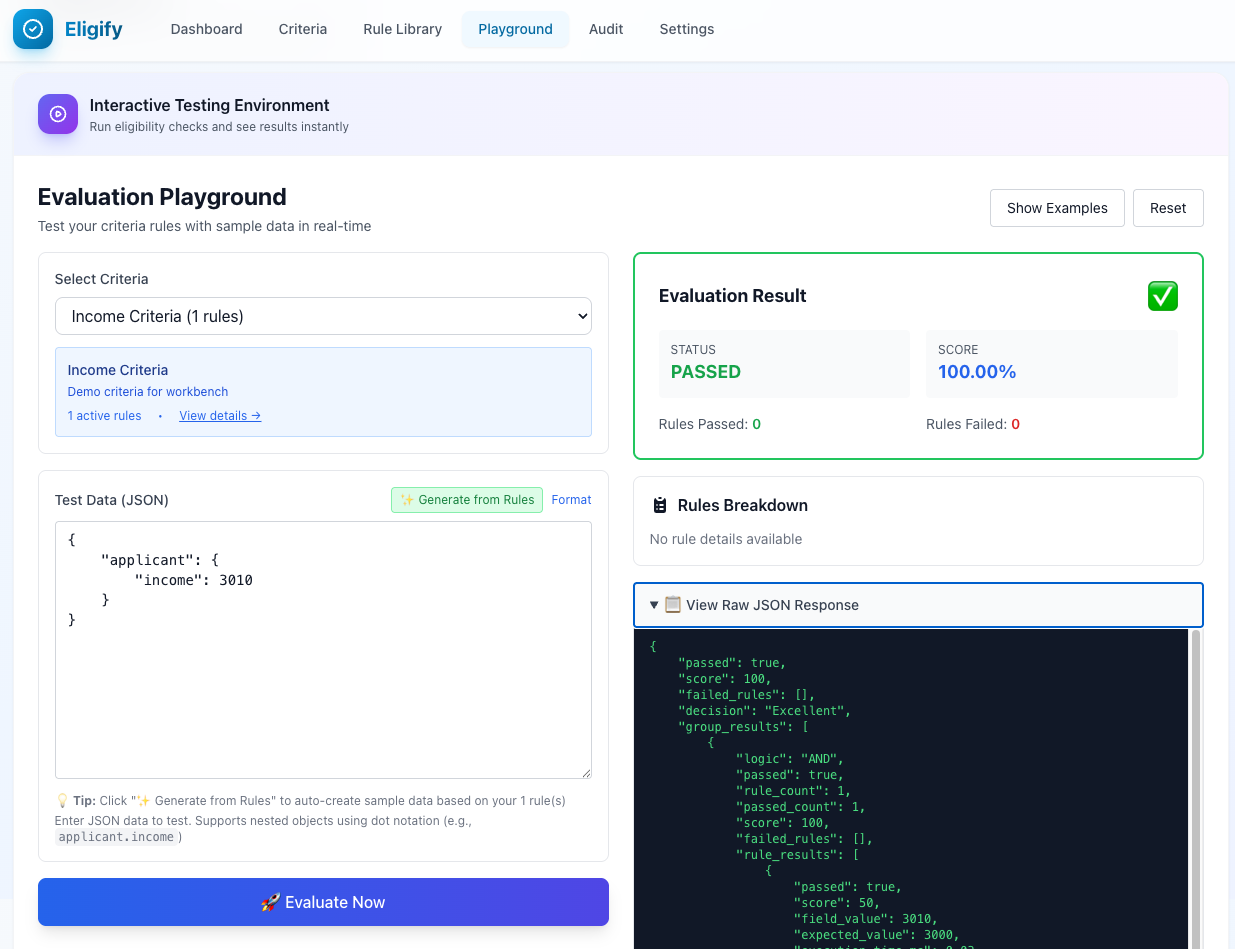 Eligify
Dashboard
Criteria
Rule Library
Playground
Audit
Settings
Interactive Testing Environment
Run eligibility checks and see results instantly
Evaluation Playground
Test your criteria rules with sample data in real-time
Show Examples
Reset
Select Criteria
Income Criteria (1 rules)
Income Criteria
Demo criteria for workbench
1 active rules • View details →
Test Data (JSON)
✨ Generate from Rules
Format
{
    "applicant": {
        "income": 3010
    }
}
💡 Tip: Click "✨ Generate from Rules" to auto-create sample data based on your 1 rule(s)
Enter JSON data to test. Supports nested objects using dot notation (e.g.,
applicant.income)
🚀 Evaluate Now
Evaluation Result
STATUS
PASSED
SCORE
100.00%
Rules Passed: 0
Rules Failed: 0
Rules Breakdown
No rule details available
▼ 📋 View Raw JSON Response
{
    "passed": true,
    "score": 100,
    "failed_rules": [],
    "decision": "Excellent",
    "group_results": [
        {
            "logic": "AND",
            "passed": true,
            "rule_count": 1,
            "passed_count": 1,
            "score": 100,
            "failed_rules": [],
            "rule_results": [
                {
                    "passed": true,
                    "score": 50,
                    "field_value": 3010,
                    "expected_value": 3000,